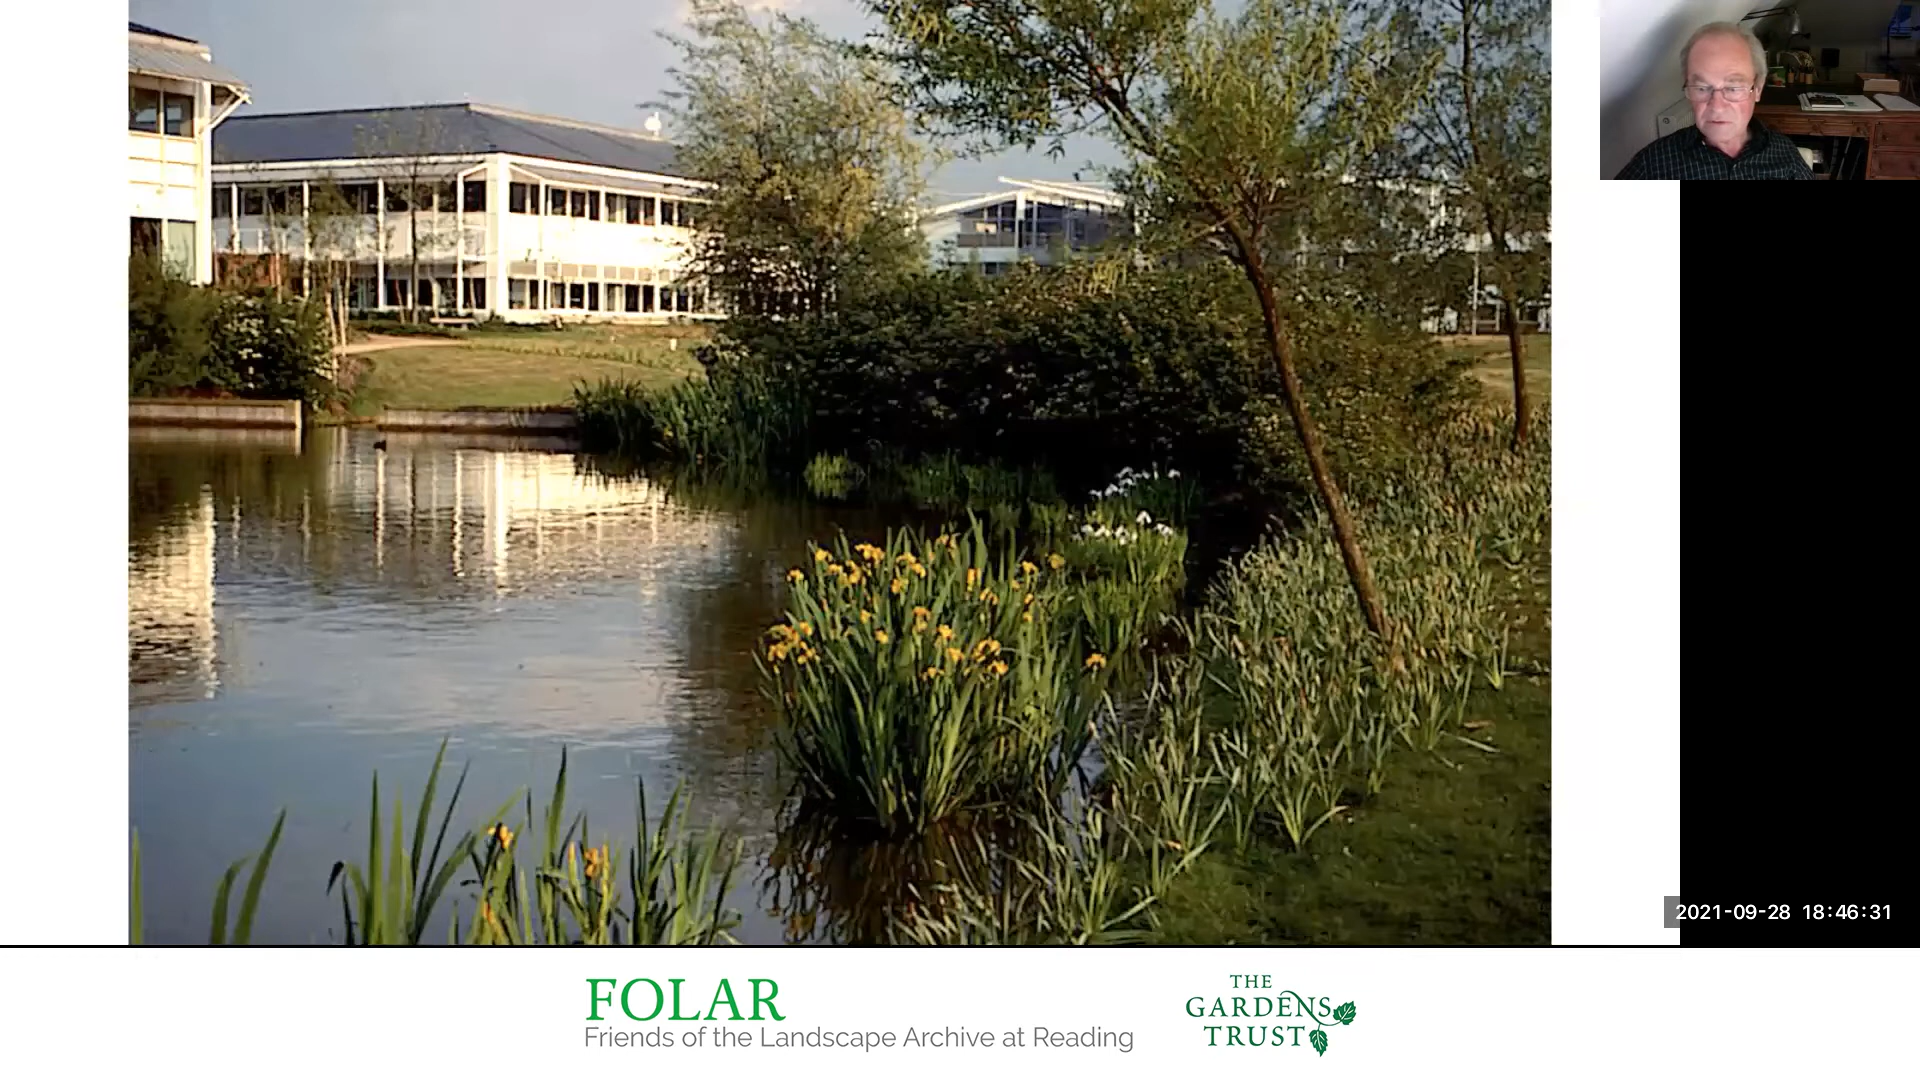 2021-09-28 18:46:31
FOLAR
Friends of the Landscape Archive at Reading
THE
GARDENS
TRUST